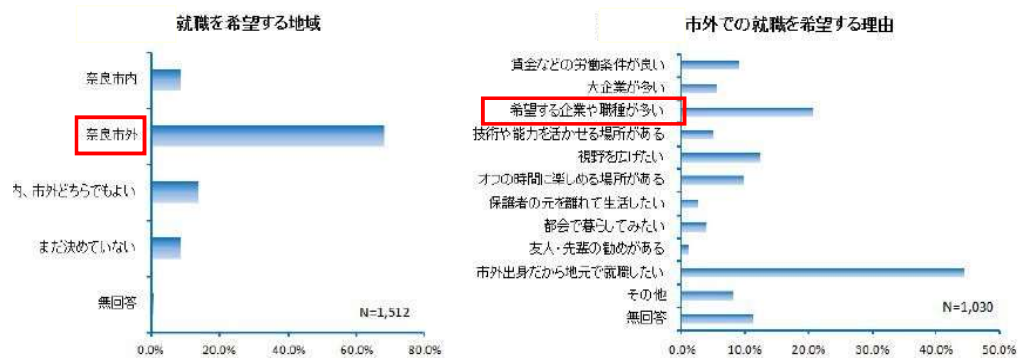 就職を希望する地域
奈良市内
奈良市外
内、市外どちらでもよい
まだ決めていない
無回答
N=1,512
0.0% 20.0% 40.0% 60.0% 80.0%
市外での就職を希望する理由
賃金などの労働条件が良い
大企業が多い
希望する企業や職種が多い
技術や能力を活かせる場所がある
視野を広げたい
オフの時間に楽しめる場所がある
保護者の元を離れて生活したい
都会で暮らしてみたい
友人・先輩の勧めがある
市外出身だから地元で就職したい
その他
無回答
N=1,030
0.0% 10.0% 20.0% 30.0% 40.0% 50.0%